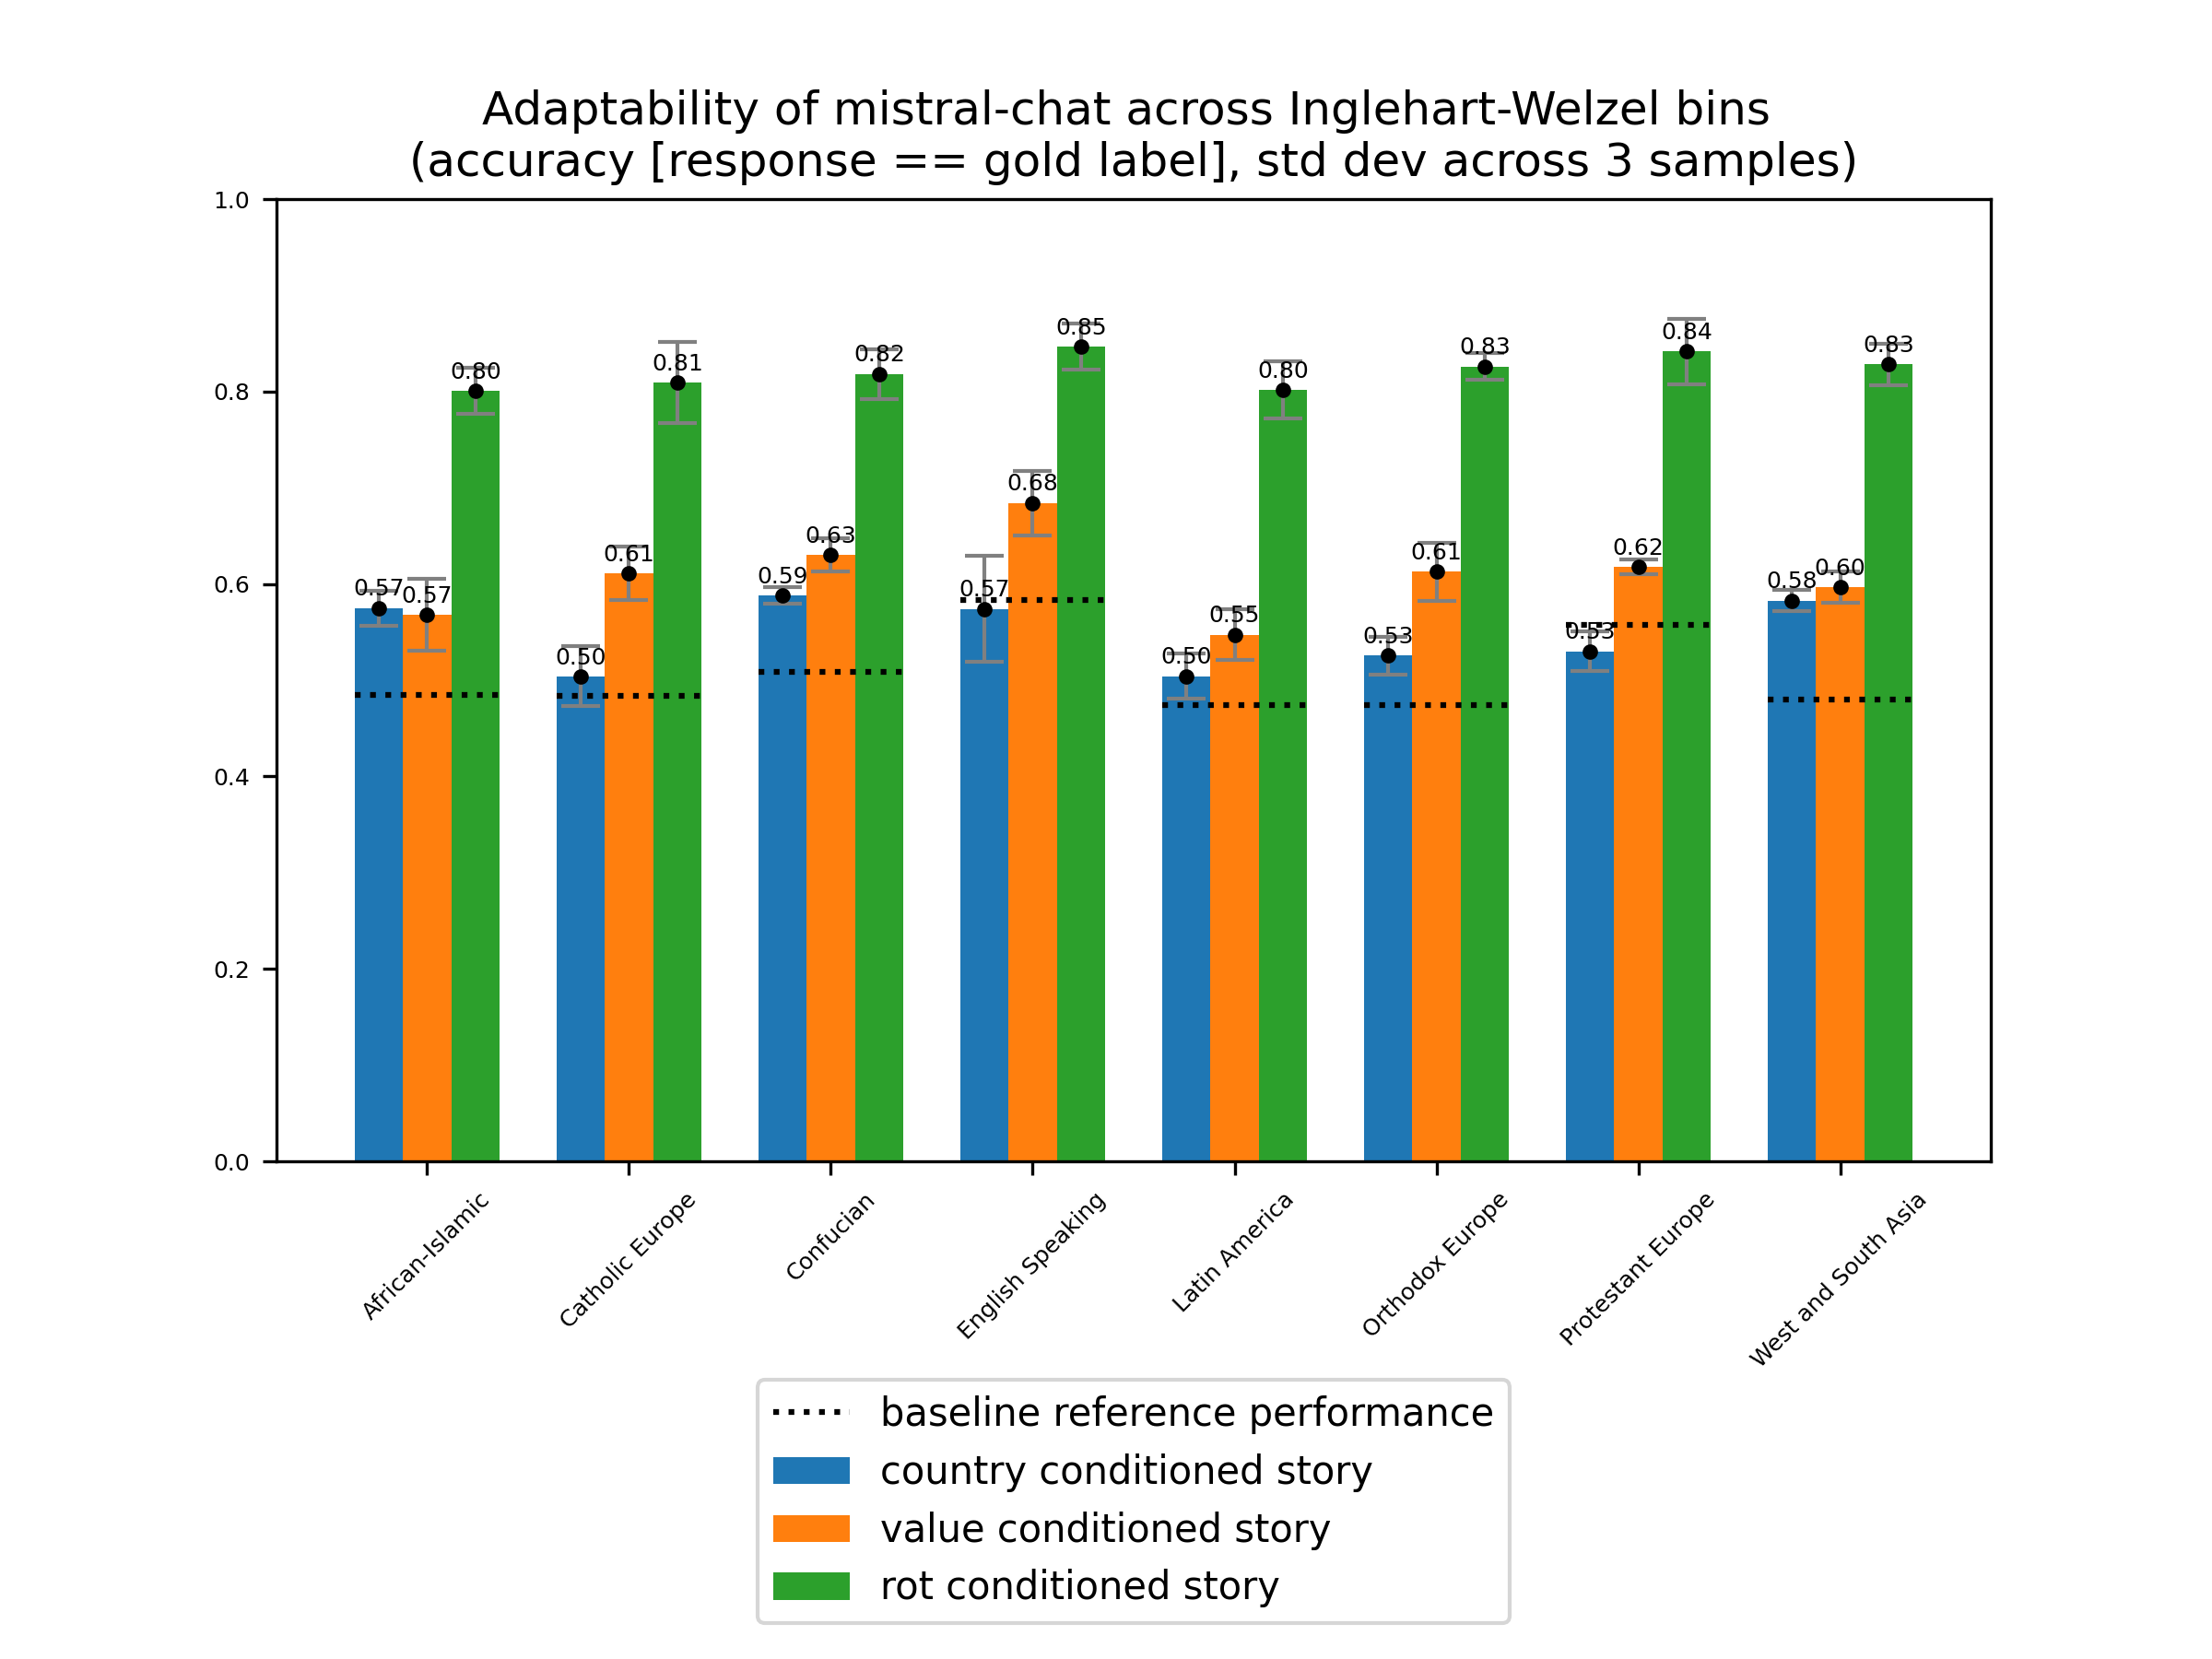 Adaptability of mistral-chat across Inglehart-Welzel bins
(accuracy [response == gold label], std dev across 3 samples)
1.0
0.8
0.6
0.4
0.2
0.0
0.57
0.57
0.80
0.50
0.61
0.81
0.59
0.63
0.82
0.57
0.68
0.85
0.50
0.55
0.80
0.53
0.61
0.83
0.53
0.62
0.84
0.58
0.60
0.83
African-Islamic
Catholic Europe
Confucian
English Speaking
Latin America
Orthodox Europe
Protestant Europe
West and South Asia
baseline reference performance
country conditioned story
value conditioned story
rot conditioned story